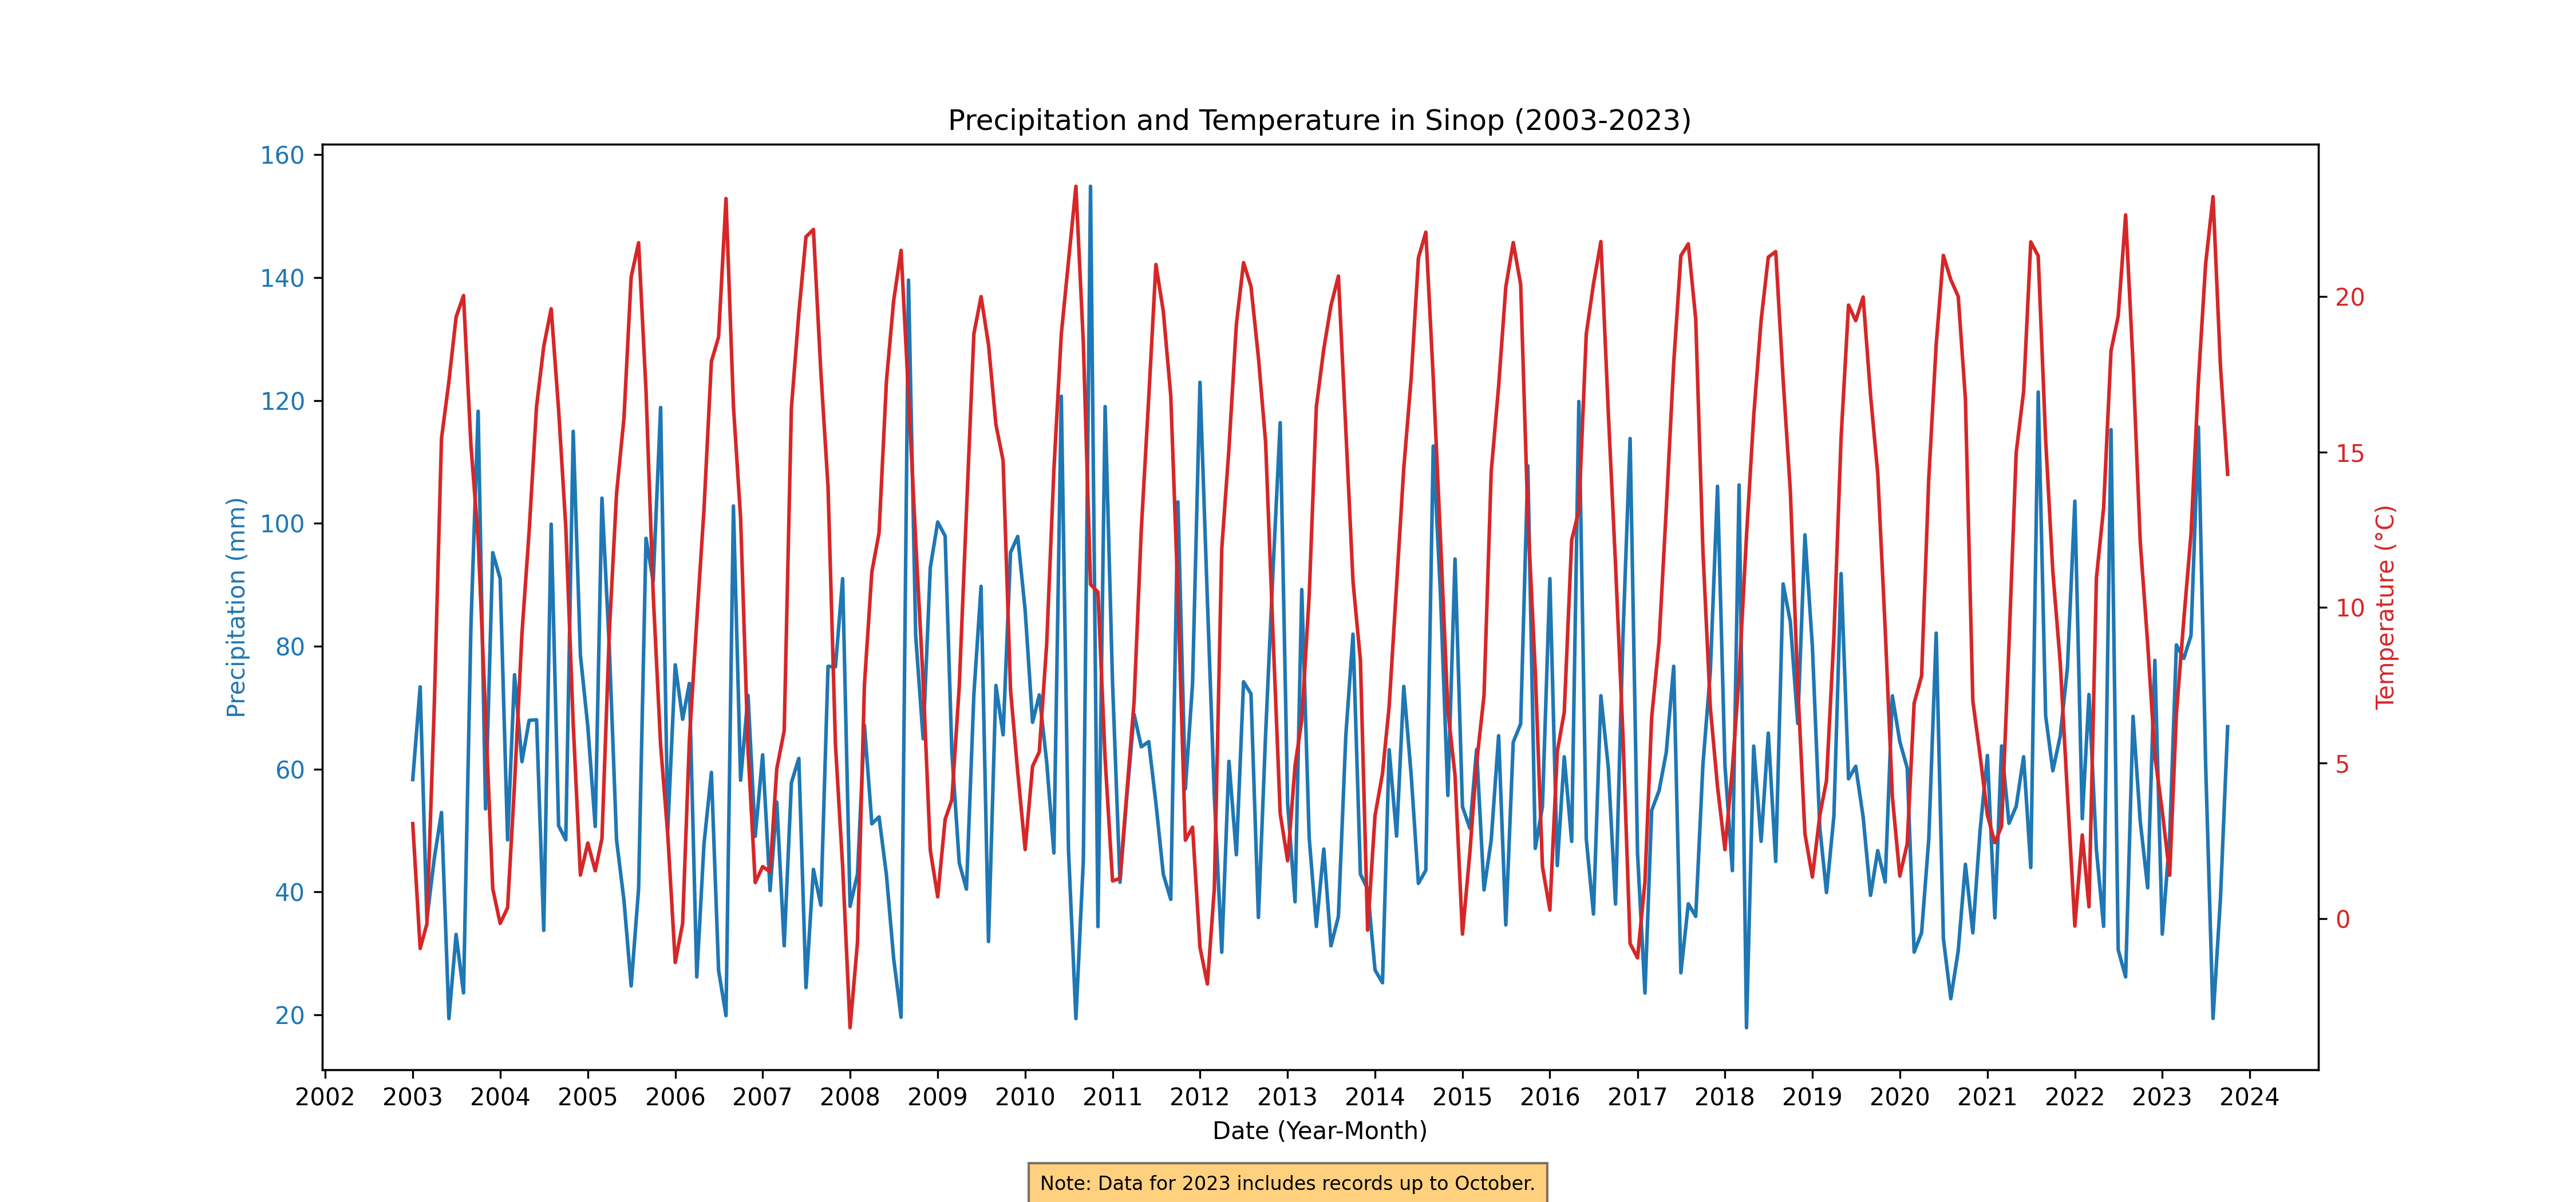 Precipitation and Temperature in Sinop (2003-2023)
160
140
120
100
80
60
40
20
Precipitation (mm)
20
15
10
5
0
Temperature (°C)
2002 2003 2004 2005 2006 2007 2008 2009 2010 2011 2012 2013 2014 2015 2016 2017 2018 2019 2020 2021 2022 2023 2024
Date (Year-Month)
Note: Data for 2023 includes records up to October.